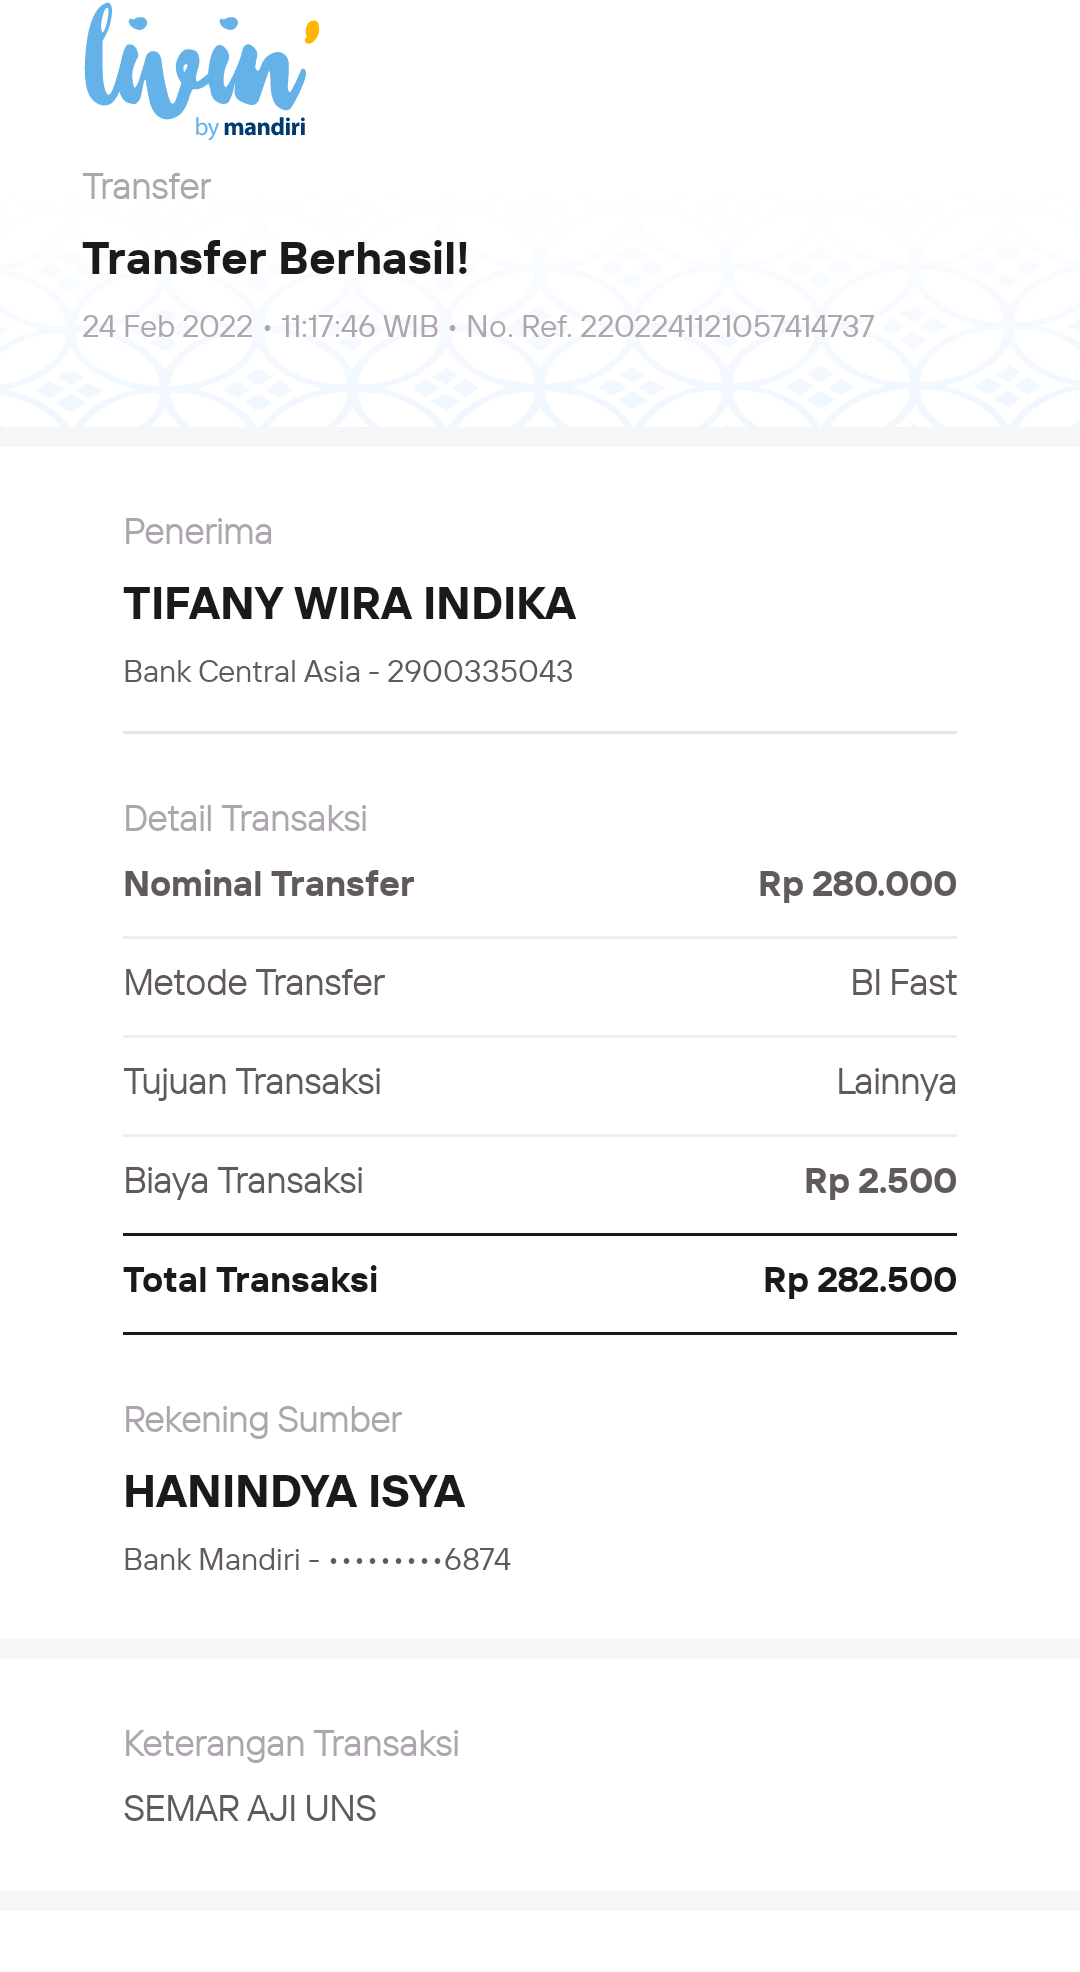 livin'
by mandiri
Transfer
Transfer Berhasil!
24 Feb 2022 • 11:17:46 WIB • No. Ref. 2202241121057414737
Penerima
TIFANY WIRA INDIKA
Bank Central Asia - 2900335043
Detail Transaksi
Nominal Transfer Rp 280.000
Metode Transfer BI Fast
Tujuan Transaksi Lainnya
Biaya Transaksi Rp 2.500
Total Transaksi Rp 282.500
Rekening Sumber
HANINDYA ISYA
Bank Mandiri - •••••••••6874
Keterangan Transaksi
SEMAR AJI UNS